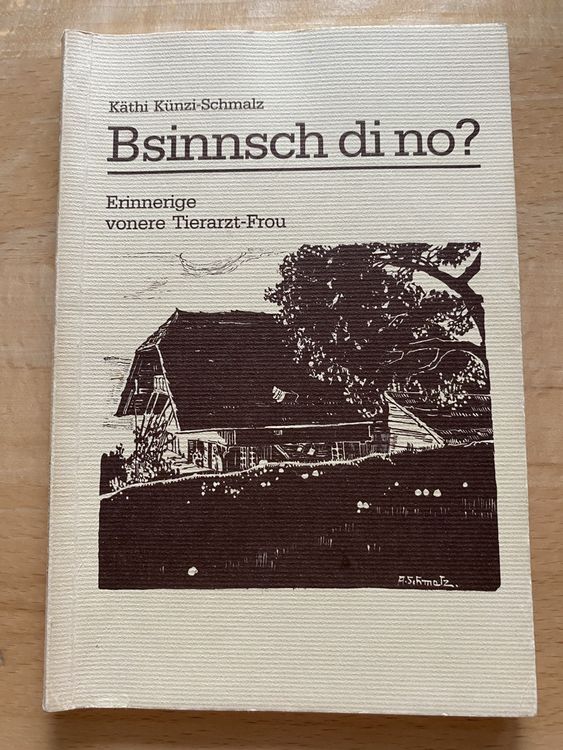 Käthi Künzi-Schmalz
Bsinnsch di no?
Erinnerige
vonere Tierarzt-Frou
A. Schmalz.